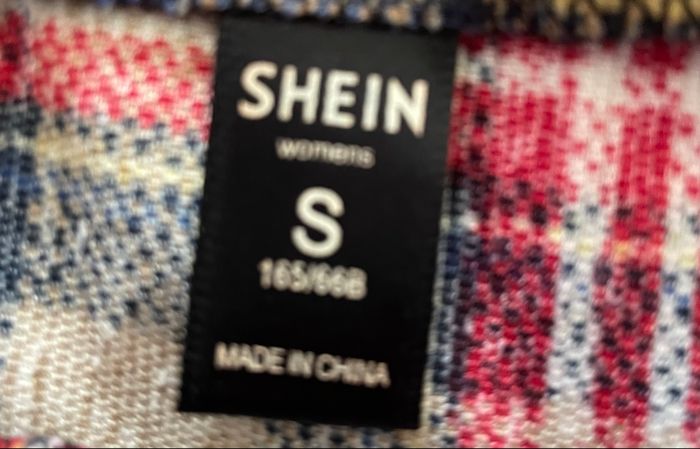 SHEIN
womens
S
165/66B
MADE IN CHINA